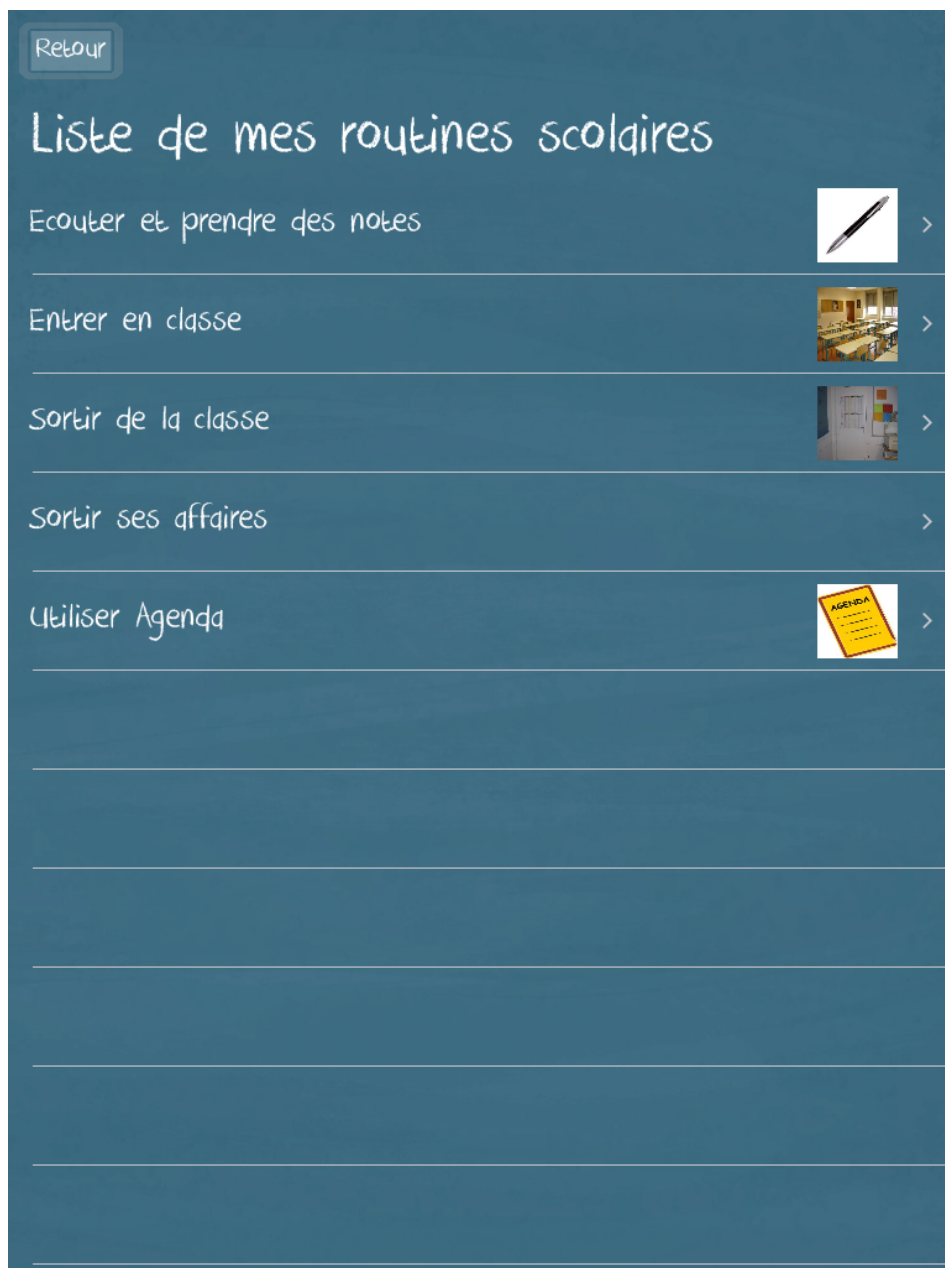 Retour
Liste de mes routines scolaires
Ecouter et prendre des notes
Entrer en classe
Sortir de la classe
Sortir ses affaires
Utiliser Agenda
AGENDA